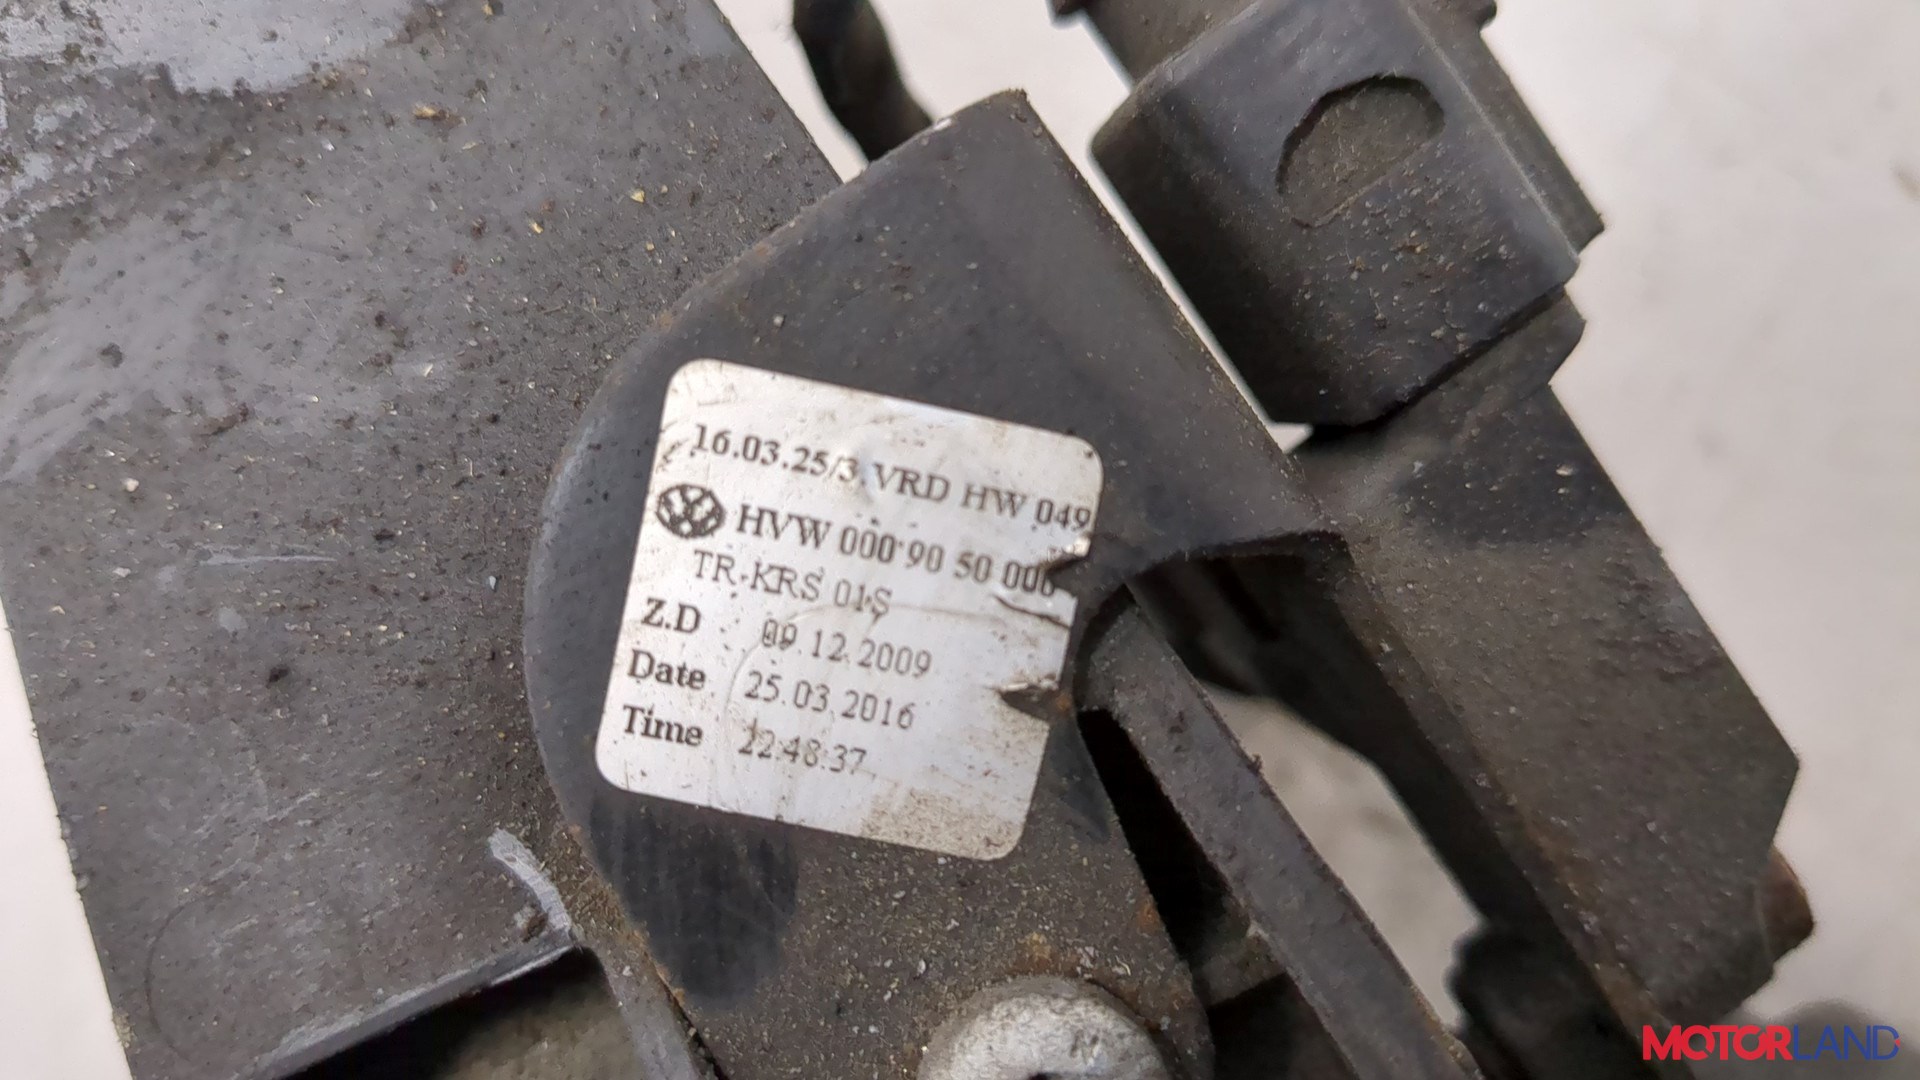 16.03.25/3 VRD HW 049
HVW 000 90 50 006
TR-KRS 01S
Z.D 09.12.2009
Date 25.03.2016
Time 22:48:37
MOTORLAND